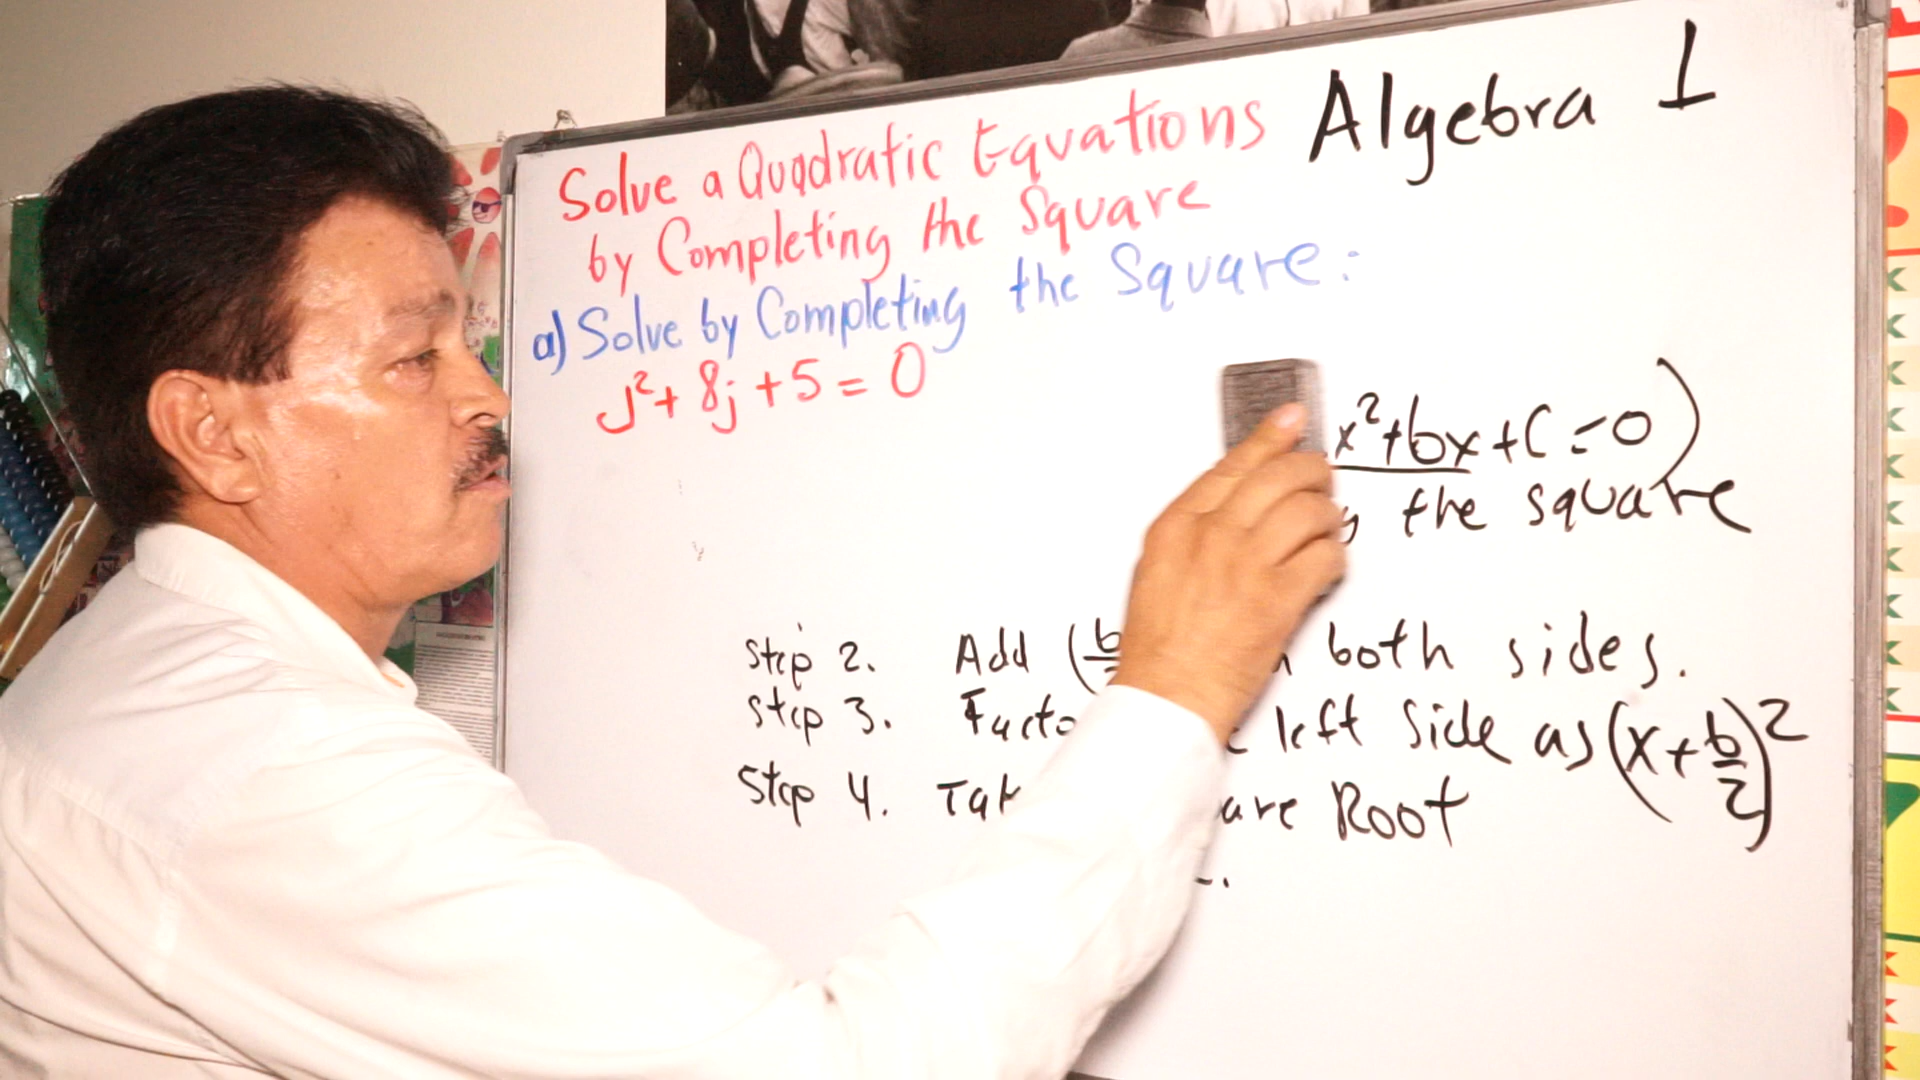 Solve a Quadratic Equations
by Completing the Square
Algebra 1
a) Solve by Completing the Square:
j²+ 8j +5 = 0
x²+bx+C=0)
the square
Step 2. Add both sides.
Step 3. left side as (x+b/2)²
Step 4. Root